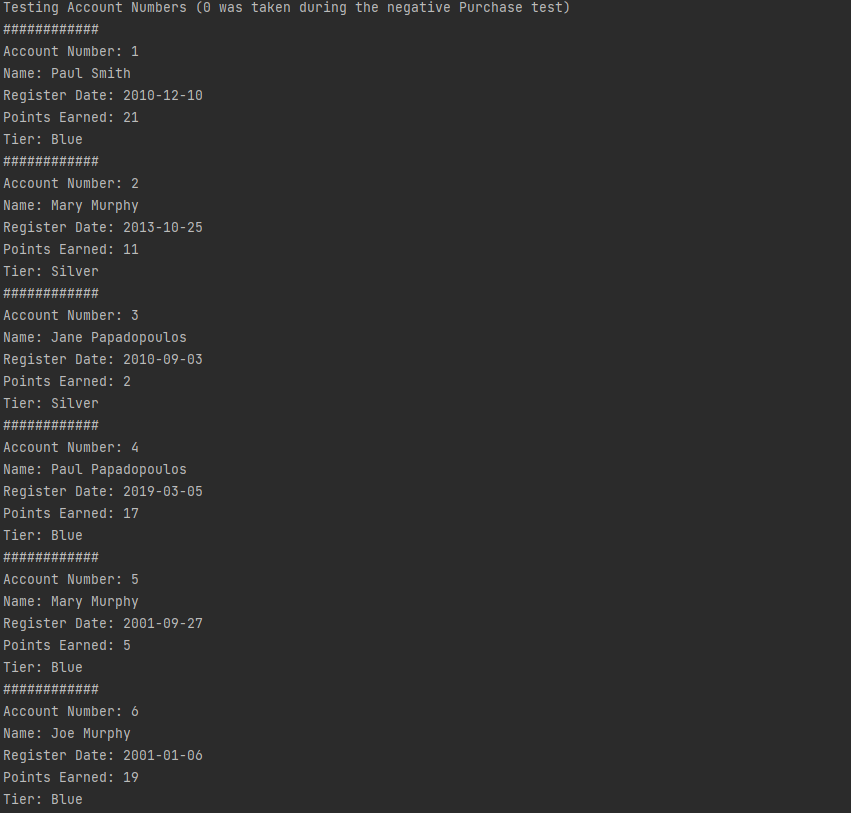 Testing Account Numbers (0 was taken during the negative Purchase test)
############
Account Number: 1
Name: Paul Smith
Register Date: 2010-12-10
Points Earned: 21
Tier: Blue
############
Account Number: 2
Name: Mary Murphy
Register Date: 2013-10-25
Points Earned: 11
Tier: Silver
############
Account Number: 3
Name: Jane Papadopoulos
Register Date: 2010-09-03
Points Earned: 2
Tier: Silver
############
Account Number: 4
Name: Paul Papadopoulos
Register Date: 2019-03-05
Points Earned: 17
Tier: Blue
############
Account Number: 5
Name: Mary Murphy
Register Date: 2001-09-27
Points Earned: 5
Tier: Blue
############
Account Number: 6
Name: Joe Murphy
Register Date: 2001-01-06
Points Earned: 19
Tier: Blue